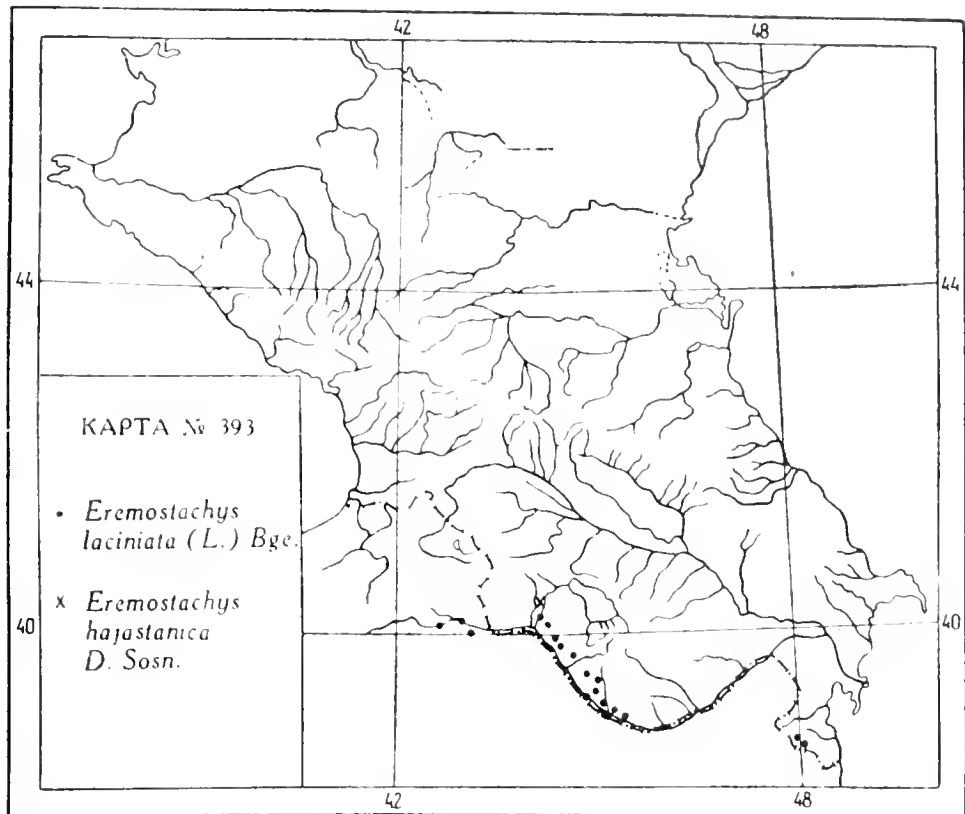 42 48
44 44
КАРТА № 393
• Eremostachys
laciniata (L.) Bge.
x Eremostachys
hajastanica
D. Sosn.
40 40
42 48